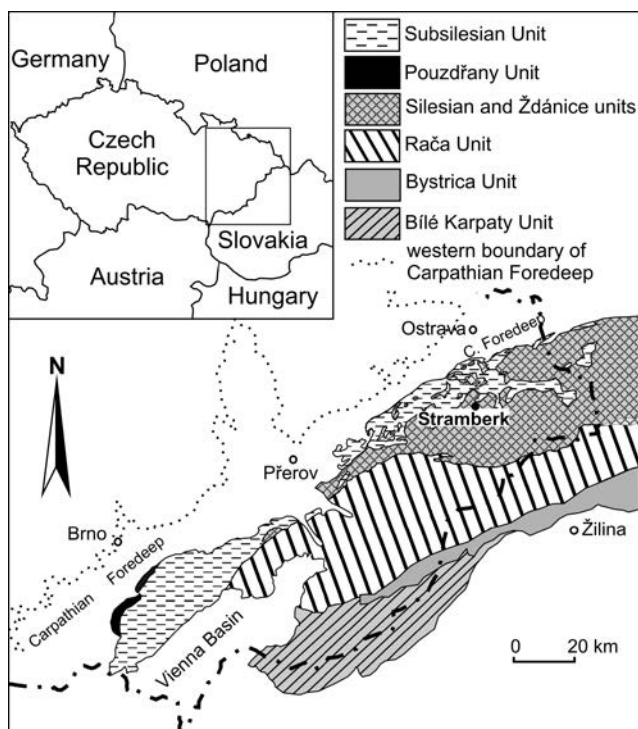 Germany
Poland
Czech
Republic
Slovakia
Austria
Hungary
Subsilesian Unit
Pouzdřany Unit
Silesian and Ždánice units
Rača Unit
Bystrica Unit
Bílé Karpaty Unit
western boundary of
Carpathian Foredeep
Ostrava
C. Foredeep
N
Štramberk
Přerov
Brno
Žilina
Carpathian Foredeep
Vienna Basin
0 20 km